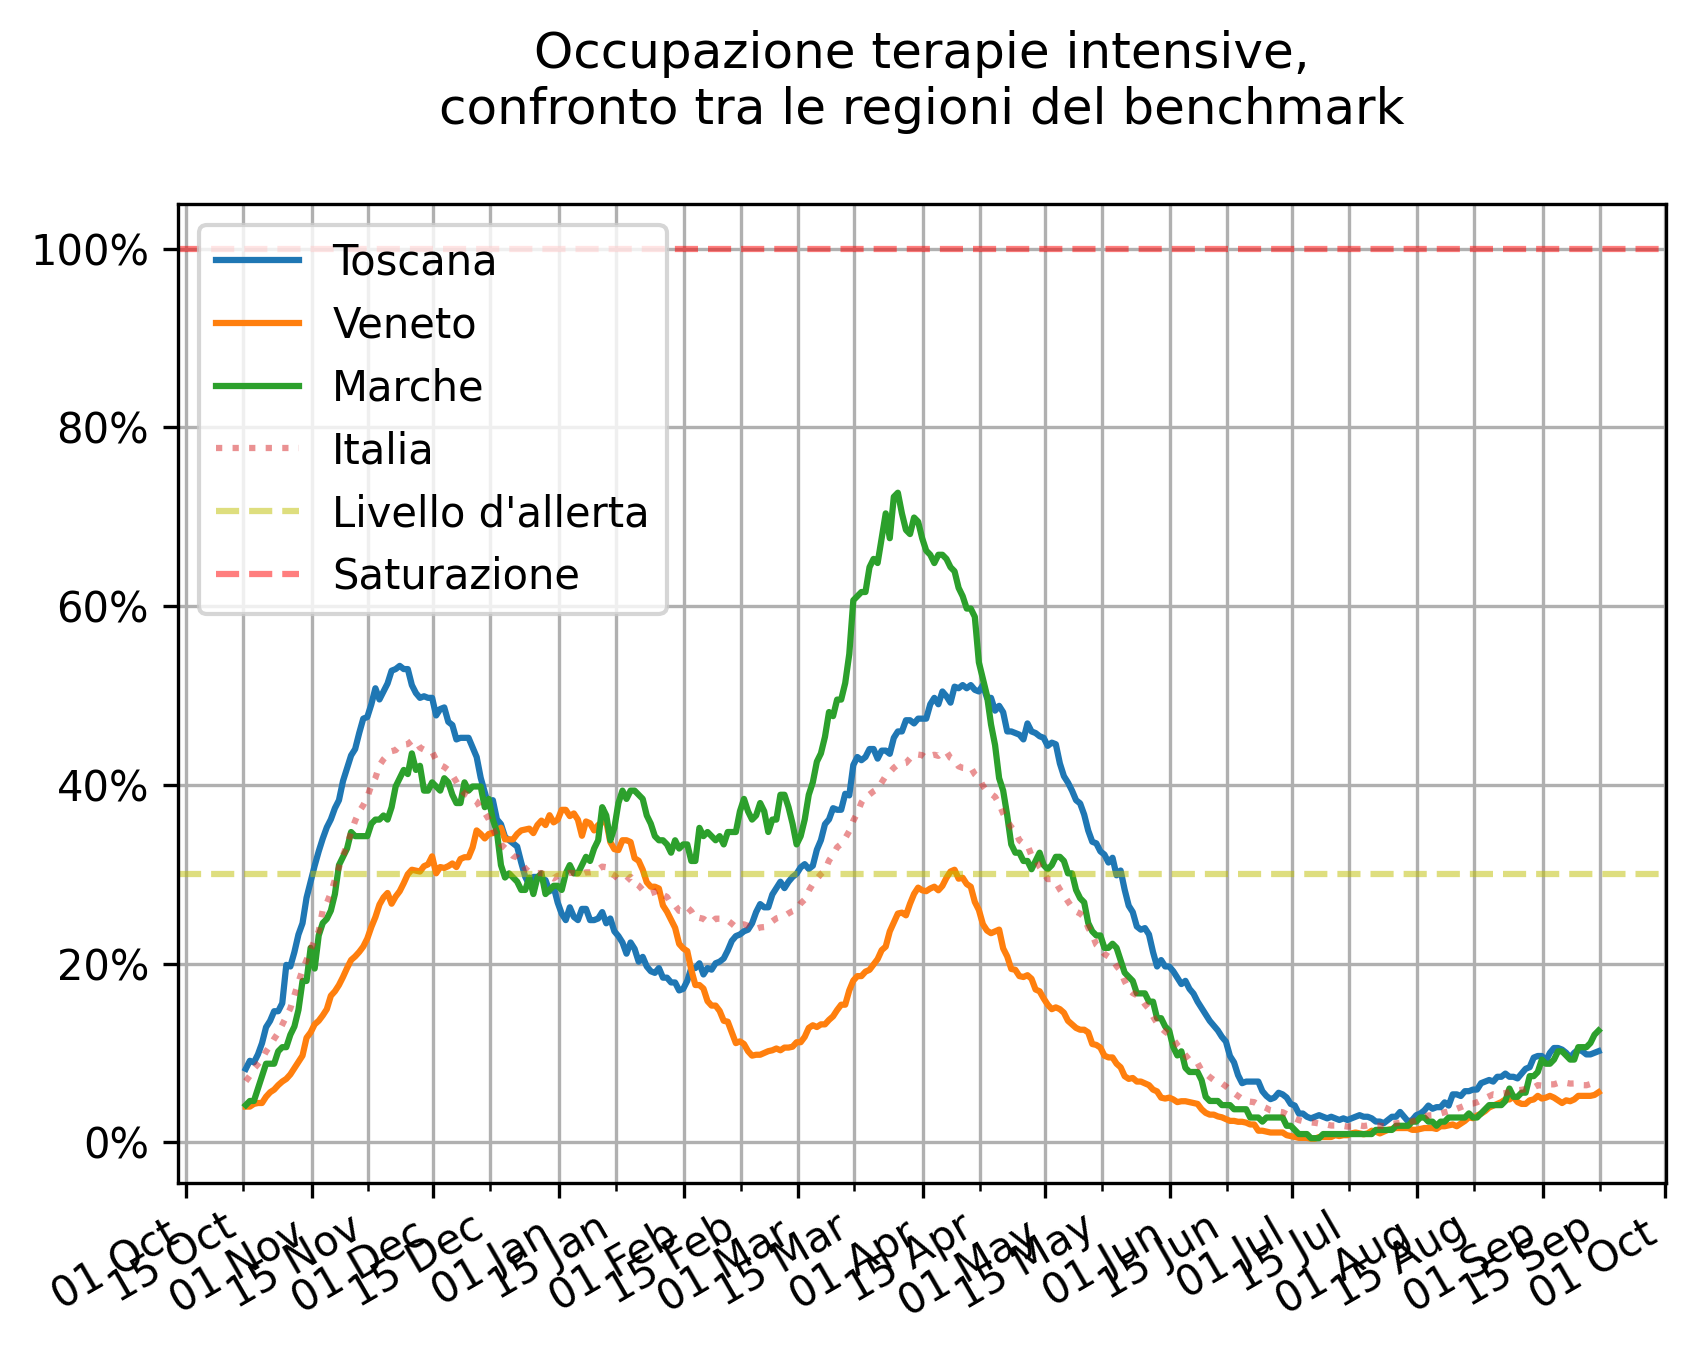 Occupazione terapie intensive,
confronto tra le regioni del benchmark
100%
80%
60%
40%
20%
0%
Toscana
Veneto
Marche
Italia
Livello d'allerta
Saturazione
01 Oct
15 Oct
01 Nov
15 Nov
01 Dec
15 Dec
01 Jan
15 Jan
01 Feb
15 Feb
01 Mar
15 Mar
01 Apr
15 Apr
01 May
15 May
01 Jun
15 Jun
01 Jul
15 Jul
01 Aug
15 Aug
01 Sep
15 Sep
01 Oct